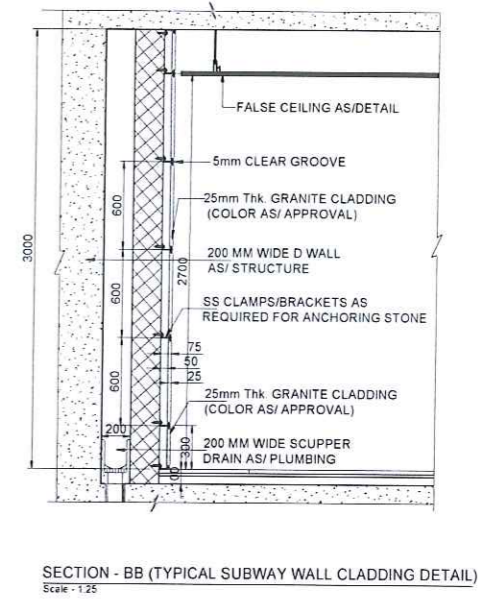 FALSE CEILING AS/DETAIL
5mm CLEAR GROOVE
25mm Thk. GRANITE CLADDING
(COLOR AS/ APPROVAL)
600
3000
200 MM WIDE D WALL
AS/ STRUCTURE
600
2700
SS CLAMPS/BRACKETS AS
REQUIRED FOR ANCHORING STONE
75
50
25
600
25mm Thk. GRANITE CLADDING
(COLOR AS/ APPROVAL)
200
300
200 MM WIDE SCUPPER
DRAIN AS/ PLUMBING
SECTION - BB (TYPICAL SUBWAY WALL CLADDING DETAIL)
Scale - 1:25